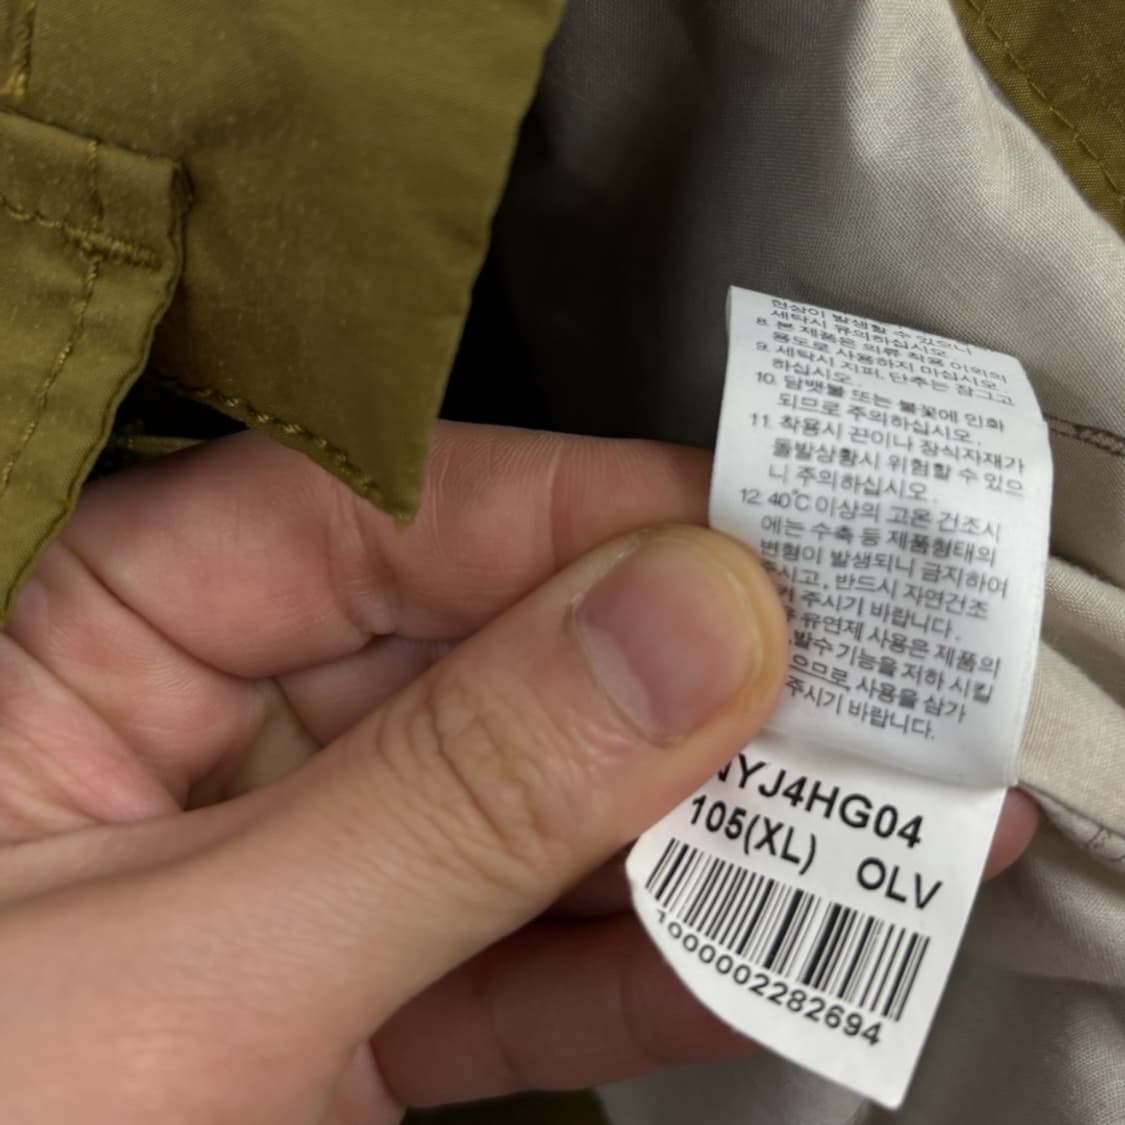 현상이 발생할 수 있으니
세탁시 유의하십시오.
8. 본 제품은 의류 착용 이외의
용도로 사용하지 마십시오
9. 세탁시 지퍼, 단추는 잠그고
하십시오.
10. 담뱃불 또는 불꽃에 인화
되므로 주의하십시오.
11. 착용시 끈이나 장식자재가
돌발상황시 위험할 수 있으
니 주의하십시오.
12. 40℃ 이상의 고온 건조시
에는 수축 등 제품형태의
변형이 발생되니 금지하여
주시고, 반드시 자연건조
주시기 바랍니다.
유연제 사용은 제품의
발수 기능을 저하 시킬
으므로, 사용을 삼가
주시기 바랍니다.
NYJ4HG04
105(XL) OLV
1000002282694